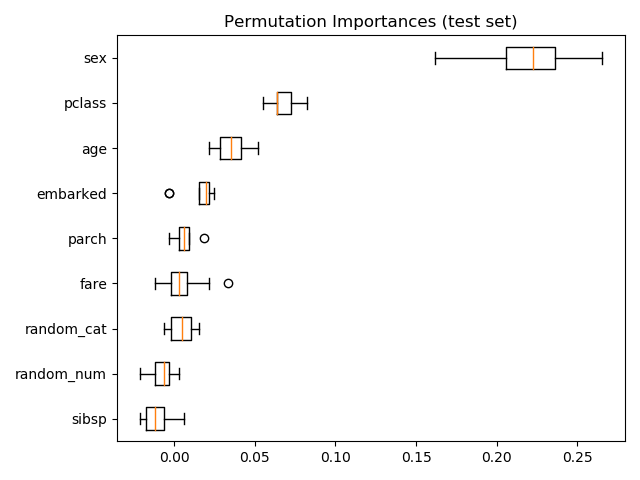 Permutation Importances (test set)
sex
pclass
age
embarked
parch
fare
random_cat
random_num
sibsp
0.00 0.05 0.10 0.15 0.20 0.25